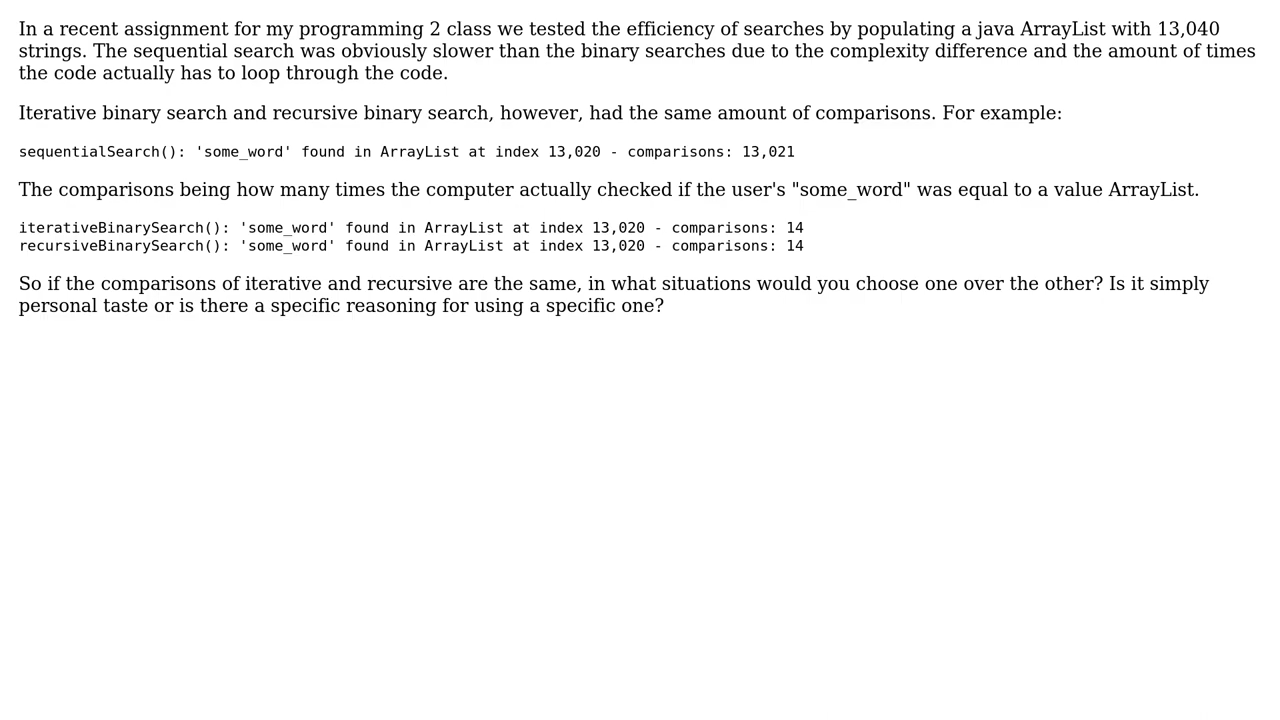 In a recent assignment for my programming 2 class we tested the efficiency of searches by populating a java ArrayList with 13,040
strings. The sequential search was obviously slower than the binary searches due to the complexity difference and the amount of times
the code actually has to loop through the code.
Iterative binary search and recursive binary search, however, had the same amount of comparisons. For example:
sequentialSearch(): 'some_word' found in ArrayList at index 13,020 - comparisons: 13,021
The comparisons being how many times the computer actually checked if the user's "some_word" was equal to a value ArrayList.
iterativeBinarySearch(): 'some_word' found in ArrayList at index 13,020 - comparisons: 14
recursiveBinarySearch(): 'some_word' found in ArrayList at index 13,020 - comparisons: 14
So if the comparisons of iterative and recursive are the same, in what situations would you choose one over the other? Is it simply
personal taste or is there a specific reasoning for using a specific one?